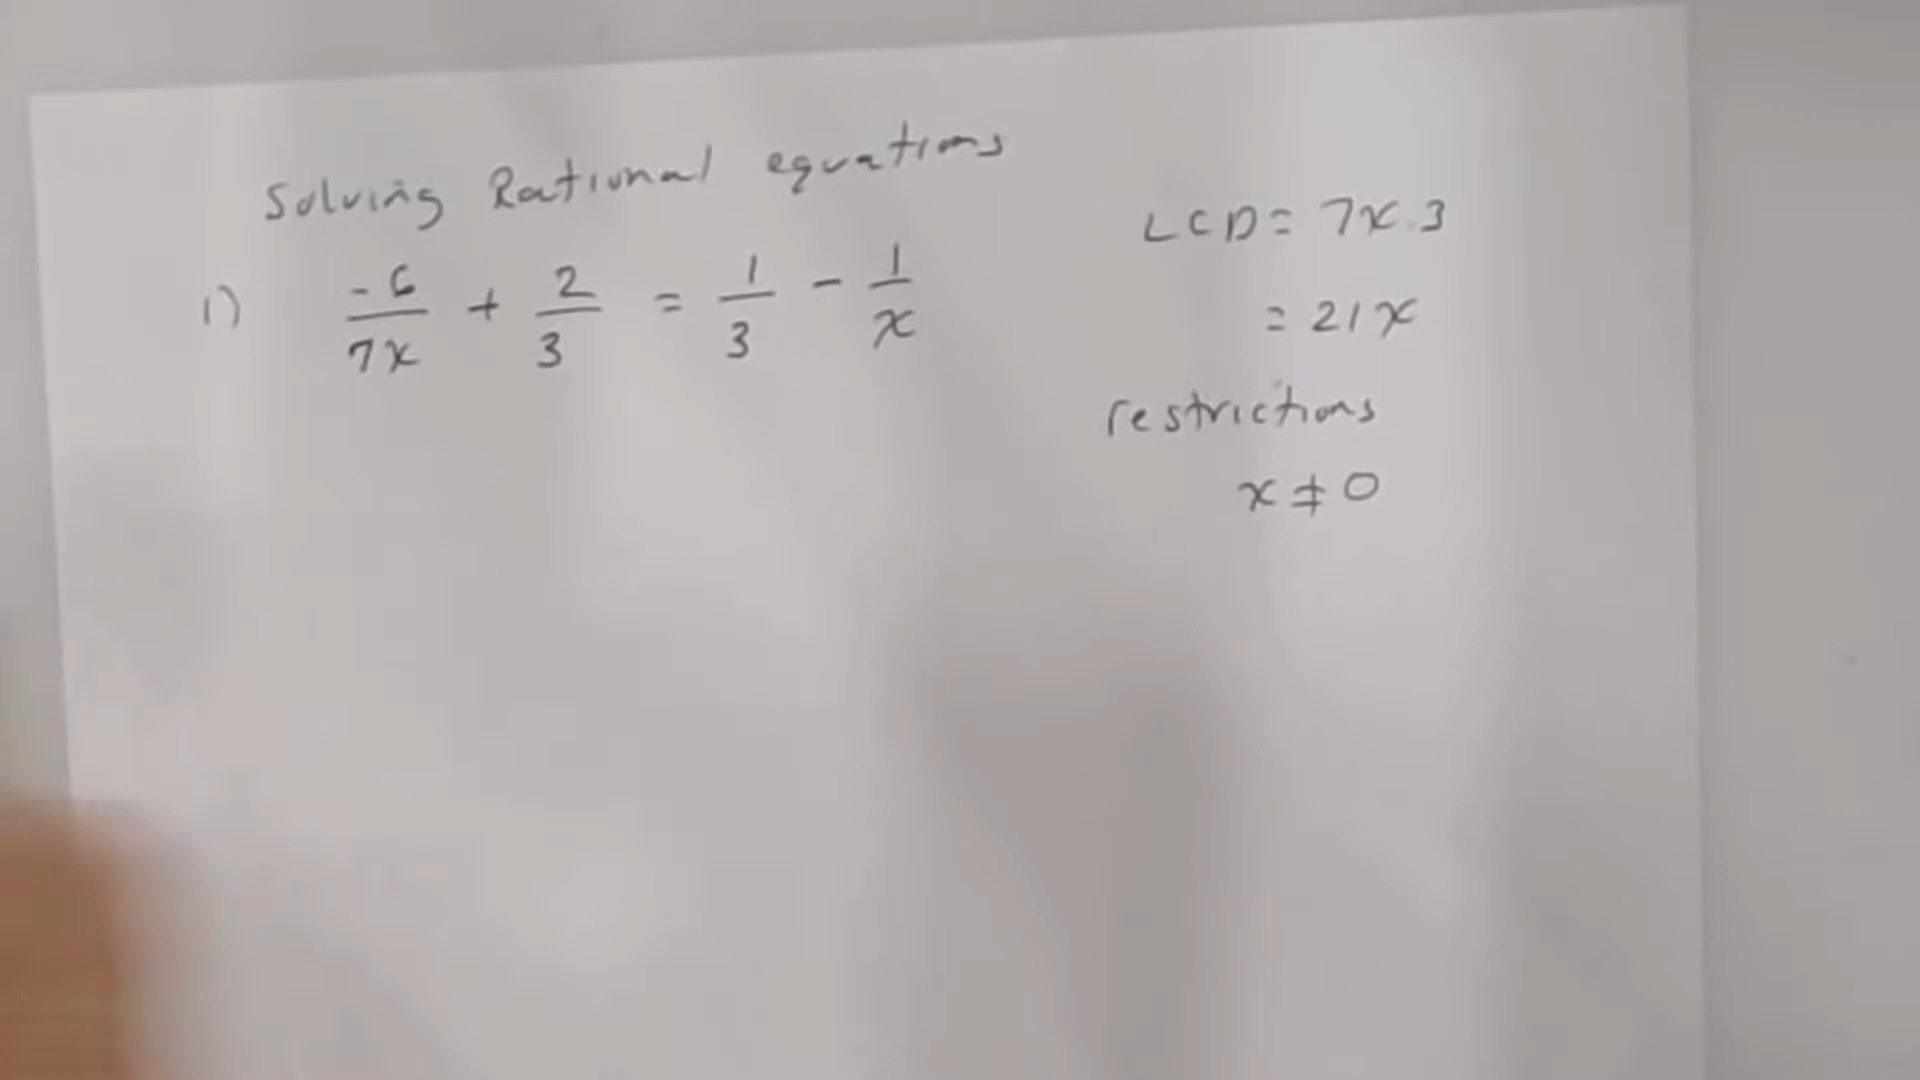 Solving Rational equations
1) -6/7x + 2/3 = 1/3 - 1/x
LCD = 7x.3
= 21x
restrictions
x ≠ 0